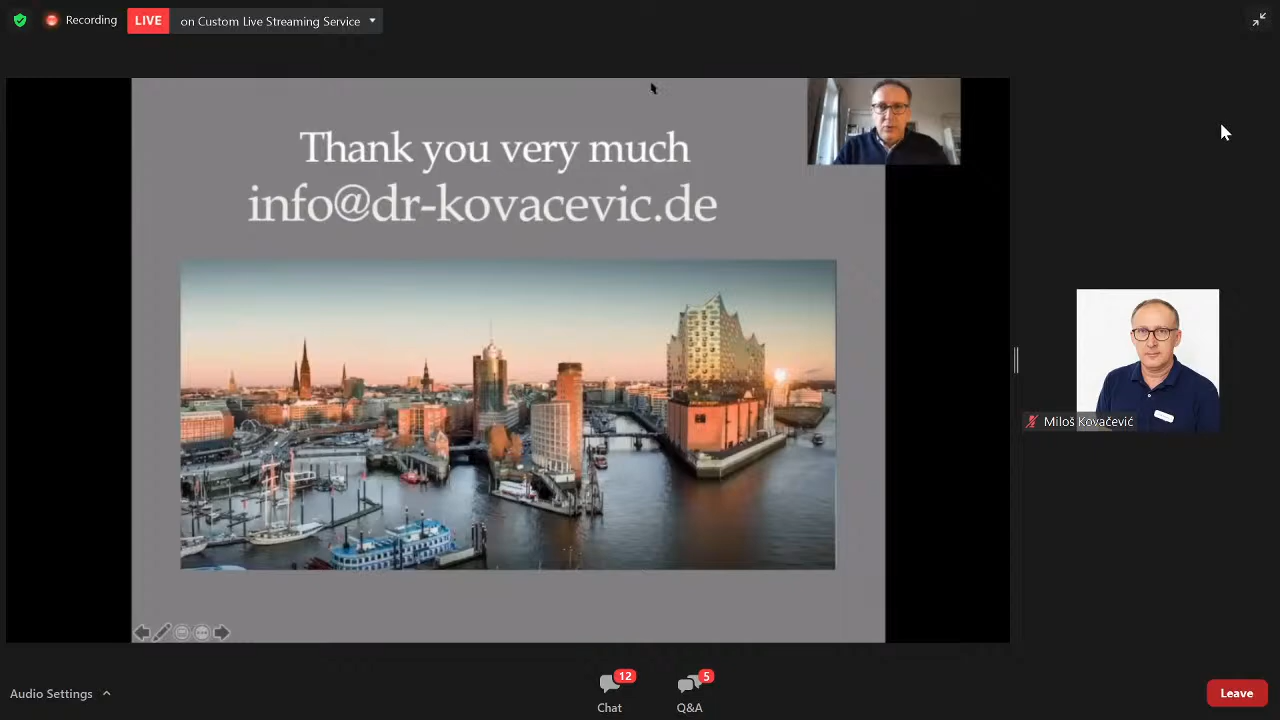 Recording
LIVE
on Custom Live Streaming Service
Thank you very much
info@dr-kovacevic.de
Miloš Kovačević
Audio Settings
12
Chat
5
Q&A
Leave